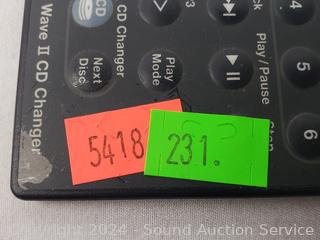 Wave II CD Changer
CD
CD Changer
Next
Disc
Play
Mode
Play/Pause
Stop
3
4
5
6
5418
231.
Copyright 2024 - Sound Auction Service